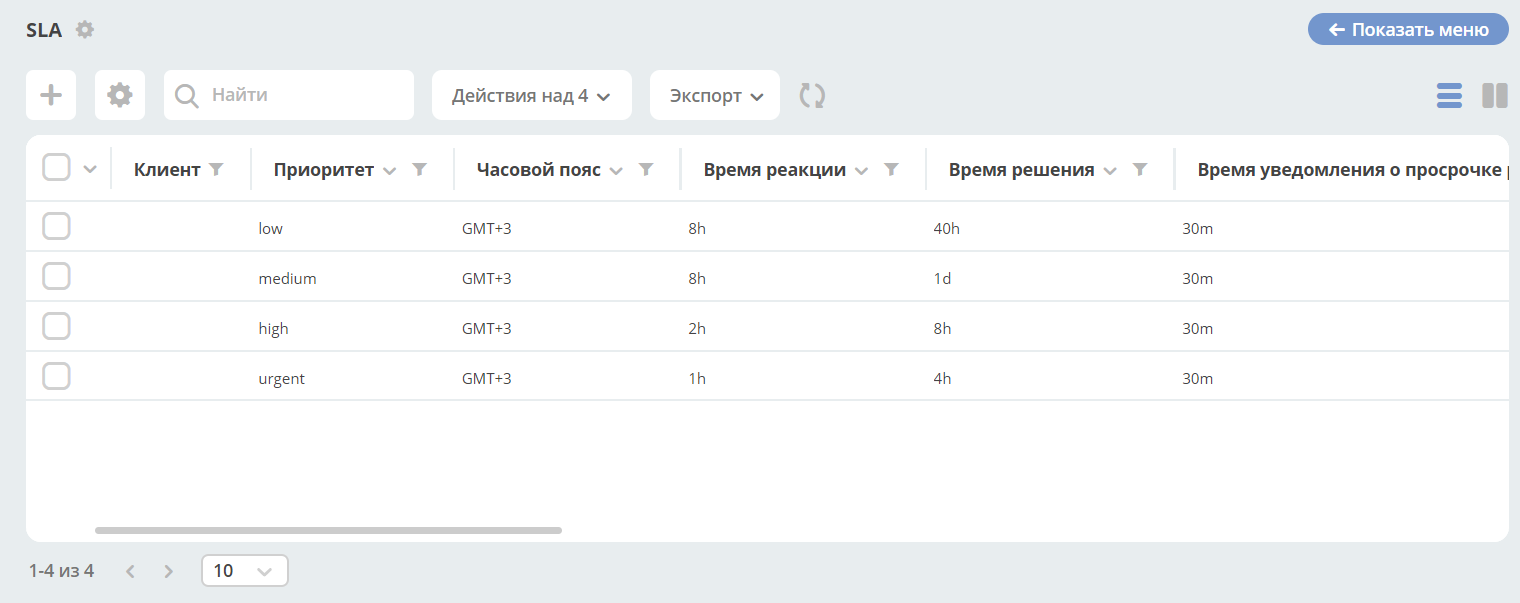 SLA
Показать меню
Найти
Действия над 4
Экспорт
Клиент Приоритет Часовой пояс Время реакции Время решения Время уведомления о просрочке
low GMT+3 8h 40h 30m
medium GMT+3 8h 1d 30m
high GMT+3 2h 8h 30m
urgent GMT+3 1h 4h 30m
1-4 из 4
10